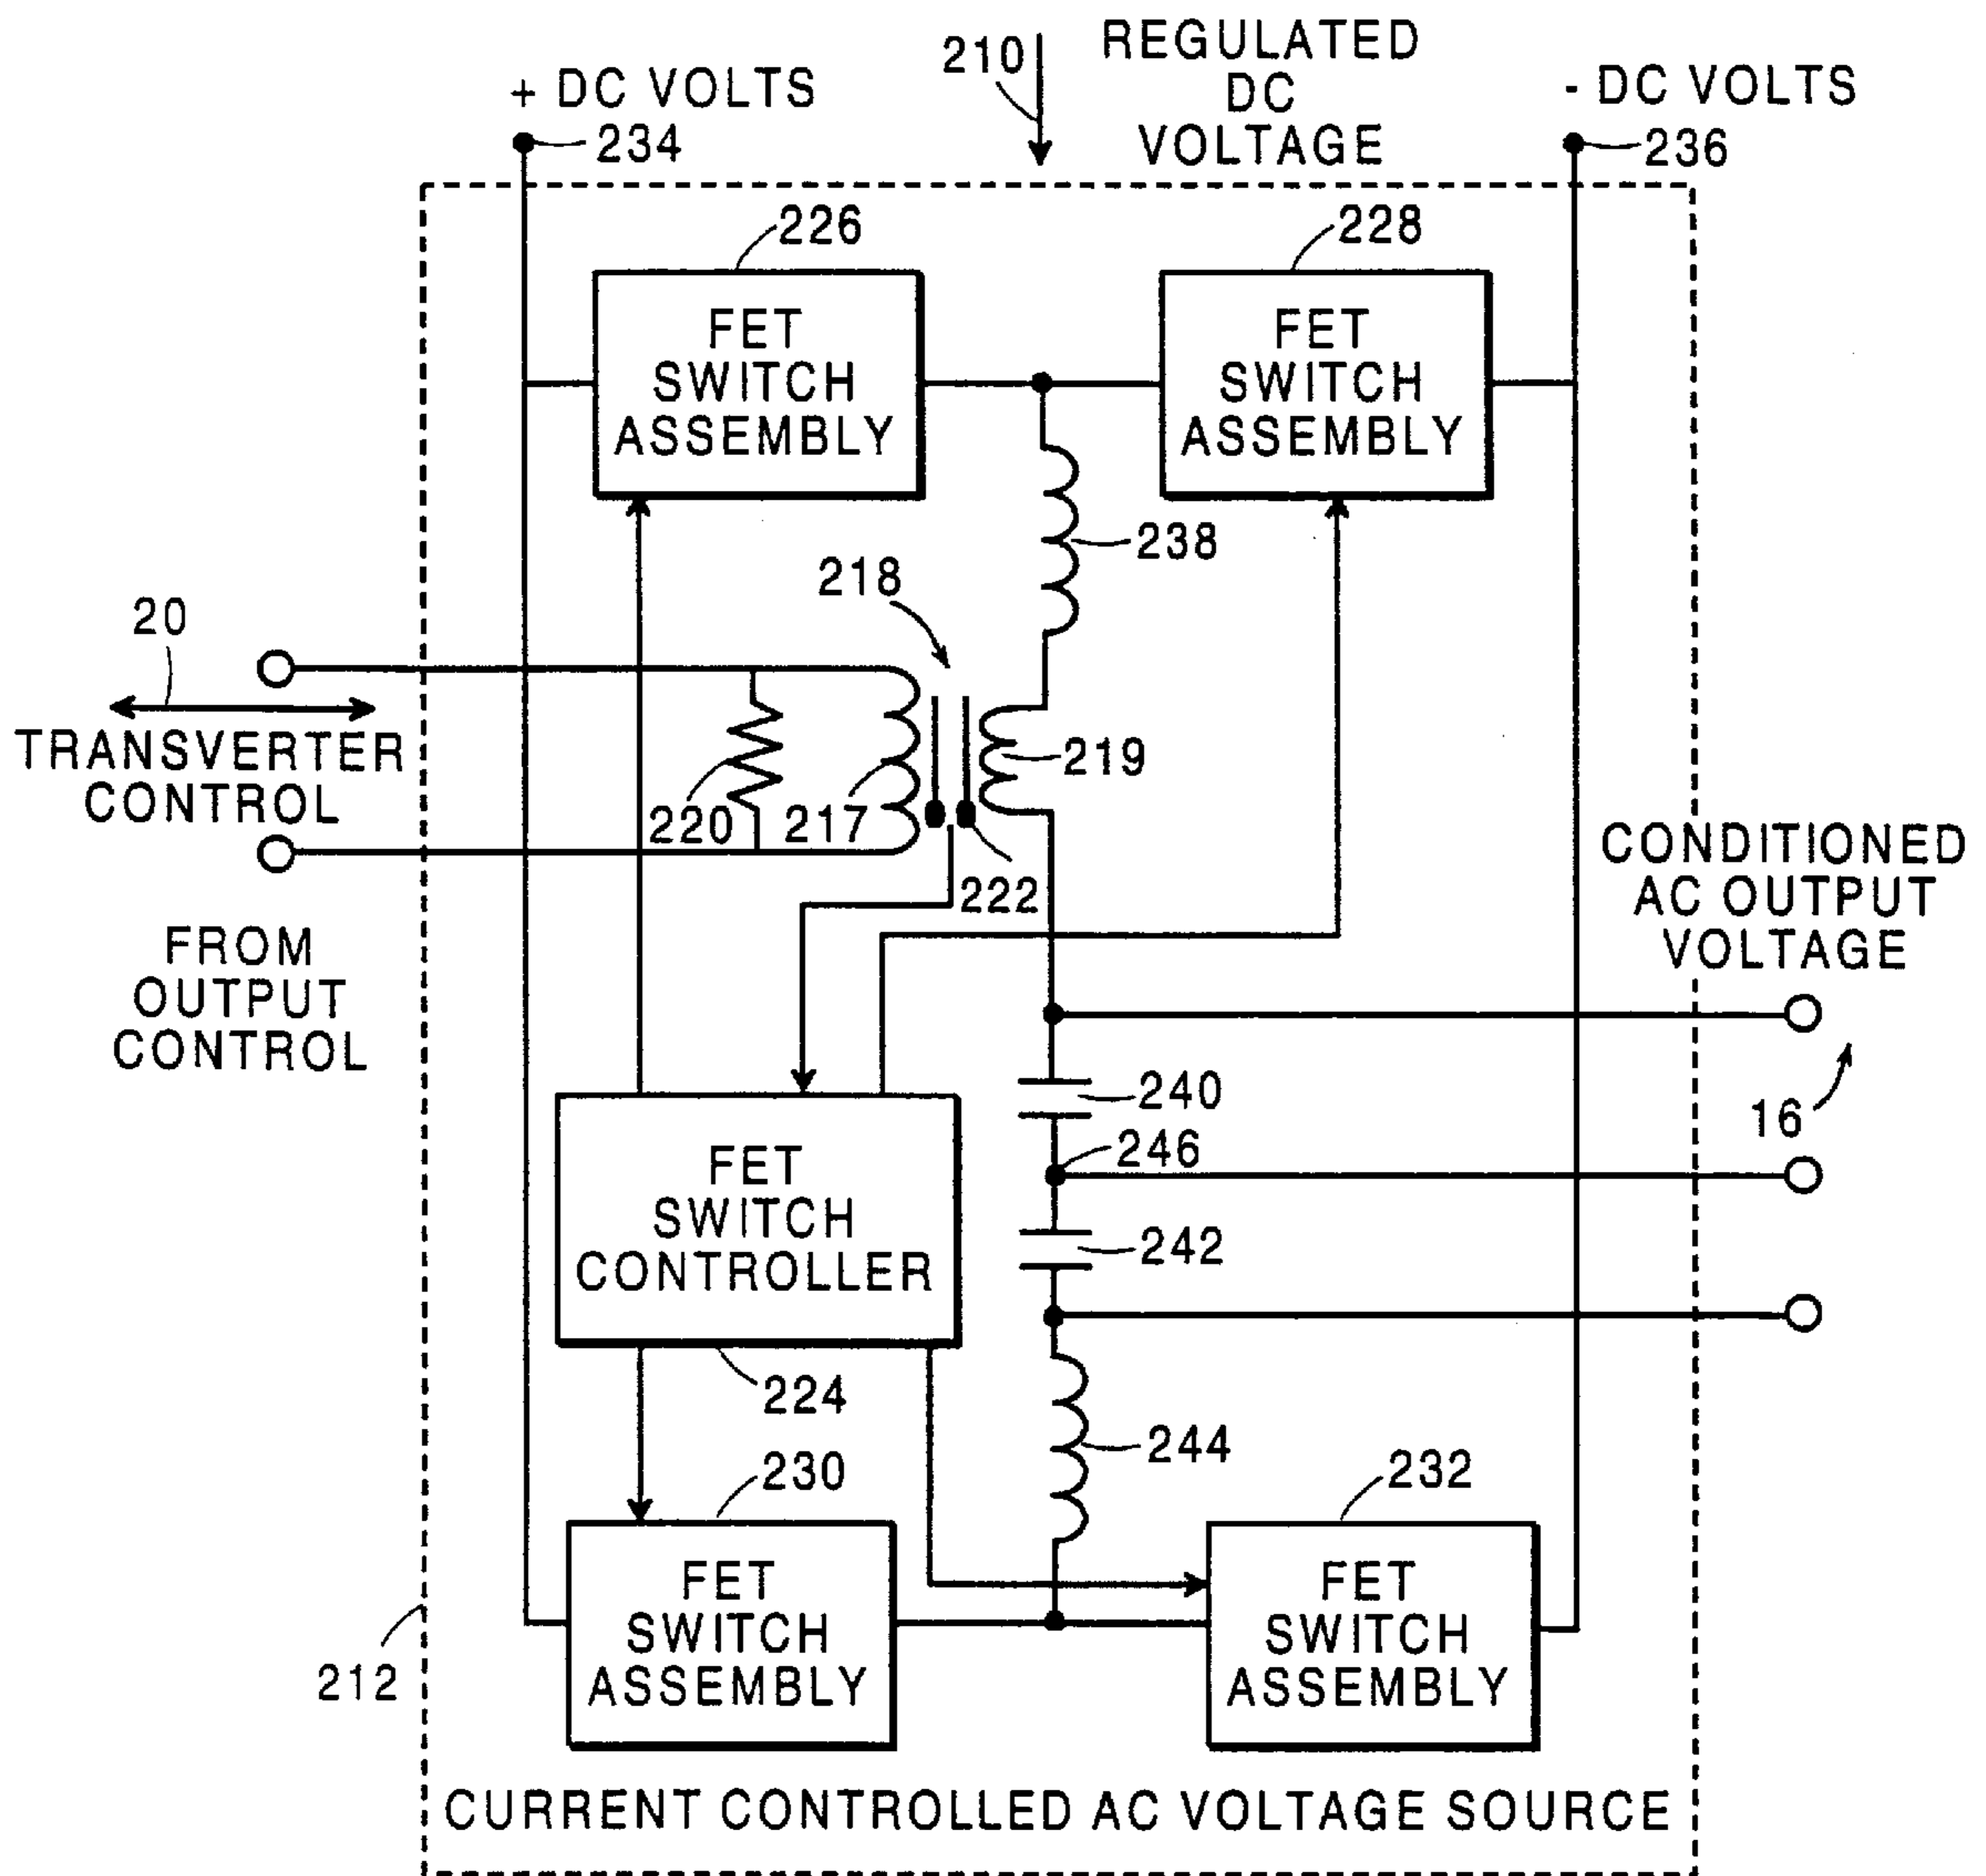 210
REGULATED
DC
VOLTAGE
+ DC VOLTS
234
- DC VOLTS
236
226
228
FET
SWITCH
ASSEMBLY
FET
SWITCH
ASSEMBLY
238
218
20
TRANSVERTER
CONTROL
220
217
219
222
FROM
OUTPUT
CONTROL
CONDITIONED
AC OUTPUT
VOLTAGE
240
16
246
FET
SWITCH
CONTROLLER
242
224
244
230
232
FET
SWITCH
ASSEMBLY
FET
SWITCH
ASSEMBLY
212
CURRENT CONTROLLED AC VOLTAGE SOURCE